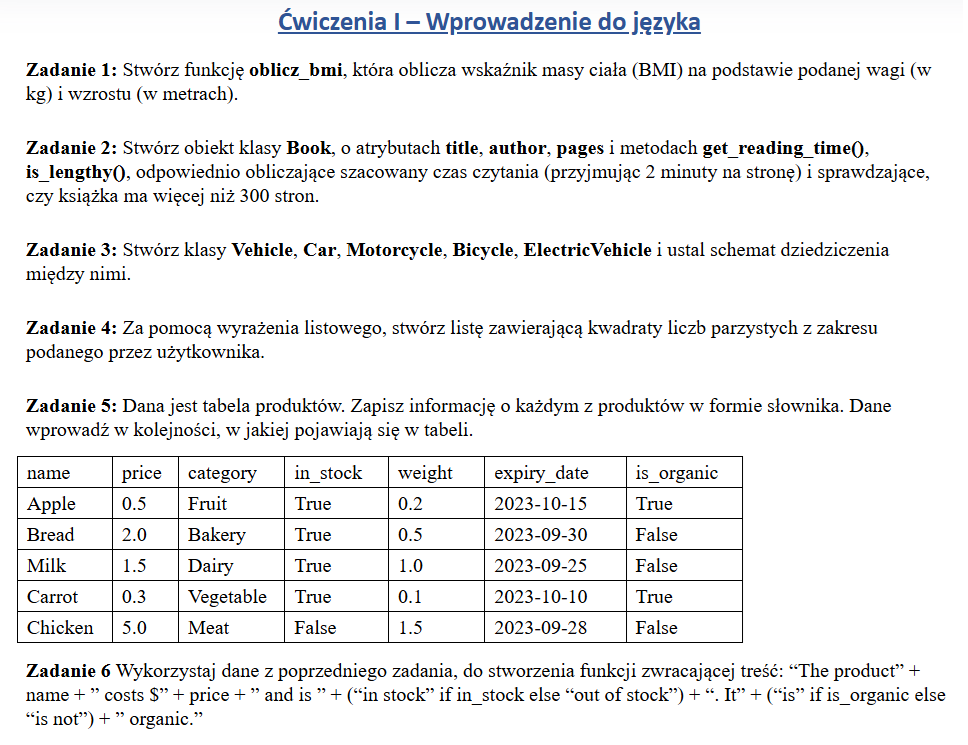 Ćwiczenia I – Wprowadzenie do języka
Zadanie 1: Stwórz funkcję oblicz_bmi, która oblicza wskaźnik masy ciała (BMI) na podstawie podanej wagi (w
kg) i wzrostu (w metrach).
Zadanie 2: Stwórz obiekt klasy Book, o atrybutach title, author, pages i metodach get_reading_time(),
is_lengthy(), odpowiednio obliczające szacowany czas czytania (przyjmując 2 minuty na stronę) i sprawdzające,
czy książka ma więcej niż 300 stron.
Zadanie 3: Stwórz klasy Vehicle, Car, Motorcycle, Bicycle, ElectricVehicle i ustal schemat dziedziczenia
między nimi.
Zadanie 4: Za pomocą wyrażenia listowego, stwórz listę zawierającą kwadraty liczb parzystych z zakresu
podanego przez użytkownika.
Zadanie 5: Dana jest tabela produktów. Zapisz informację o każdym z produktów w formie słownika. Dane
wprowadź w kolejności, w jakiej pojawiają się w tabeli.
name price category in_stock weight expiry_date is_organic
Apple 0.5 Fruit True 0.2 2023-10-15 True
Bread 2.0 Bakery True 0.5 2023-09-30 False
Milk 1.5 Dairy True 1.0 2023-09-25 False
Carrot 0.3 Vegetable True 0.1 2023-10-10 True
Chicken 5.0 Meat False 1.5 2023-09-28 False
Zadanie 6 Wykorzystaj dane z poprzedniego zadania, do stworzenia funkcji zwracającej treść: “The product” +
name + ” costs $” + price + ” and is ” + (“in stock” if in_stock else “out of stock”) + “. It” + (“is” if is_organic else
“is not”) + ” organic.”